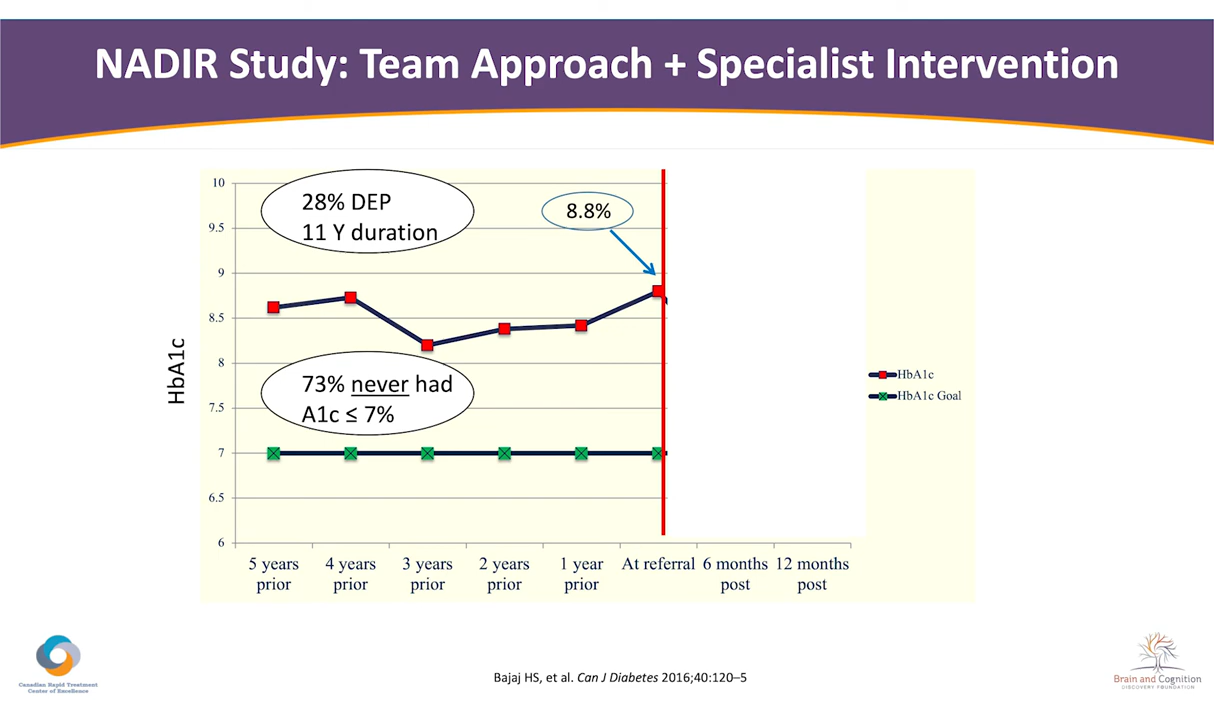 NADIR Study: Team Approach + Specialist Intervention
10
9.5
9
8.5
8
7.5
7
6.5
6
HbA1c
28% DEP
11 Y duration
8.8%
73% never had
A1c ≤ 7%
HbA1c
HbA1c Goal
5 years prior
4 years prior
3 years prior
2 years prior
1 year prior
At referral
6 months post
12 months post
Canadian Rapid Treatment
Center of Excellence
Bajaj HS, et al. Can J Diabetes 2016;40:120–5
Brain and Cognition
DISCOVERY FOUNDATION